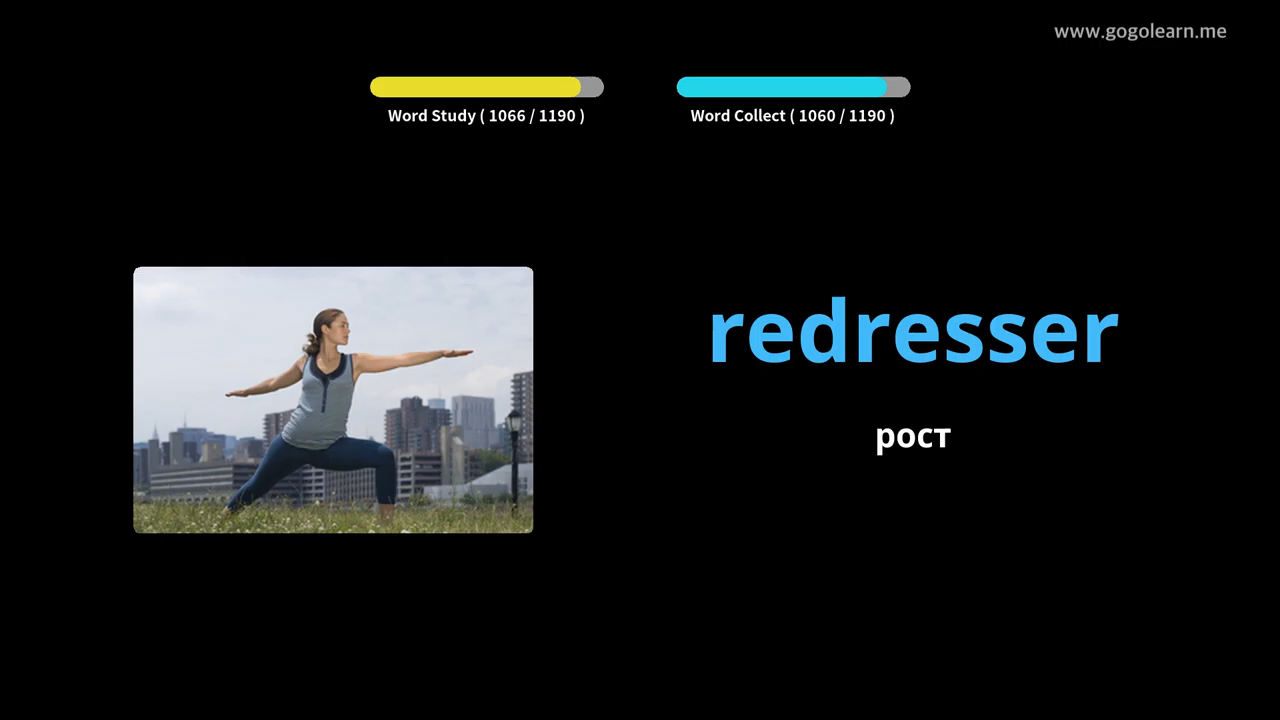 www.gogolearn.me
Word Study ( 1066 / 1190 )
Word Collect ( 1060 / 1190 )
redresser
рост